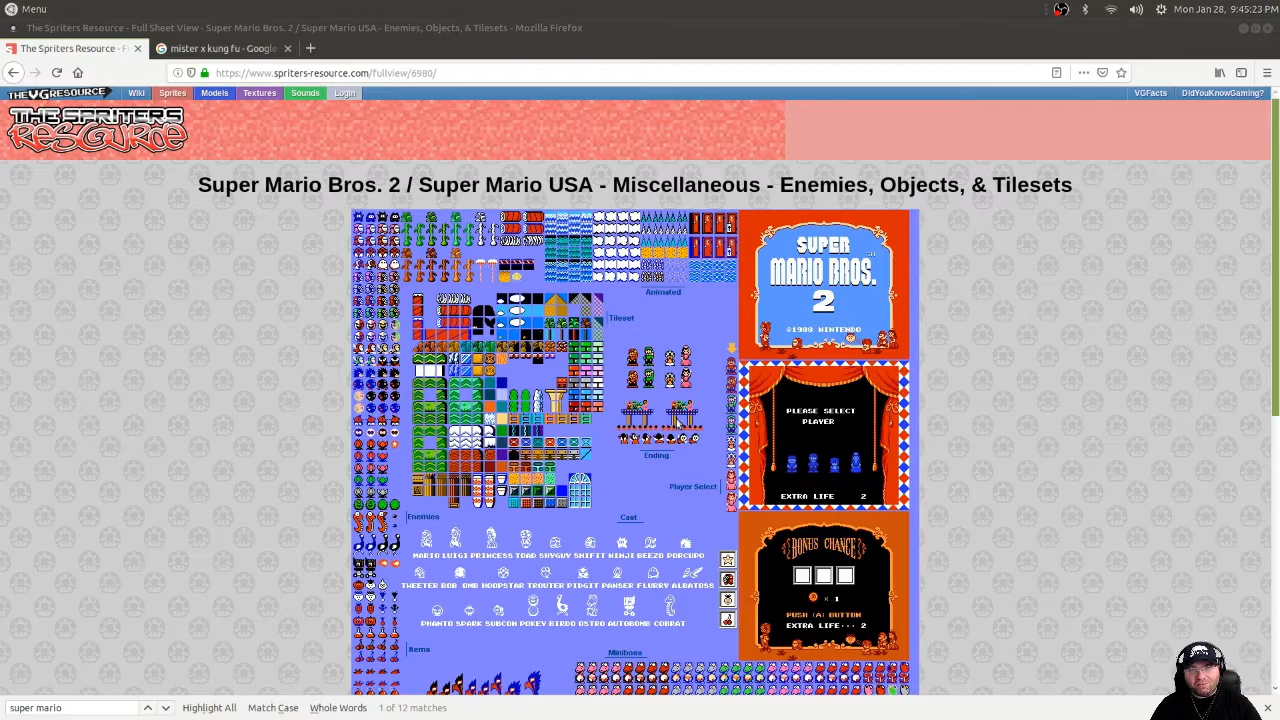 Menu
Mon Jan 28, 9:45:23 PM
The Spriters Resource - Full Sheet View - Super Mario Bros. 2 / Super Mario USA - Enemies, Objects, & Tilesets - Mozilla Firefox
The Spriters Resource - F
mister x kung fu - Google
https://www.spriters-resource.com/fullview/6980/
THE VG RESOURCE
Wiki
Sprites
Models
Textures
Sounds
Login
VGFacts
DidYouKnowGaming?
THE SPRITERS
RESOURCE
Super Mario Bros. 2 / Super Mario USA - Miscellaneous - Enemies, Objects, & Tilesets
SUPER
MARIO BROS.
2
©1988 NINTENDO
Animated
Tileset
PLEASE SELECT
PLAYER
Ending
Player Select
EXTRA LIFE 2
Enemies
Cast
MARIO LUIGI PRINCESS TOAD SHYGUY SNIFIT NINJI BEEZO PORCUPO
TWEETER BOB OMB HOOPSTAR TROUTER PIDGIT PANSER FLURRY ALBATOSS
PHANTO SPARK SUBCON POKEY BIRDO OSTRO AUTOBOMB COBRAT
BONUS CHANCE
x 1
PUSH (A) BUTTON
EXTRA LIFE··· 2
Items
Miniboss
super mario
Highlight All
Match Case
Whole Words
1 of 12 matches